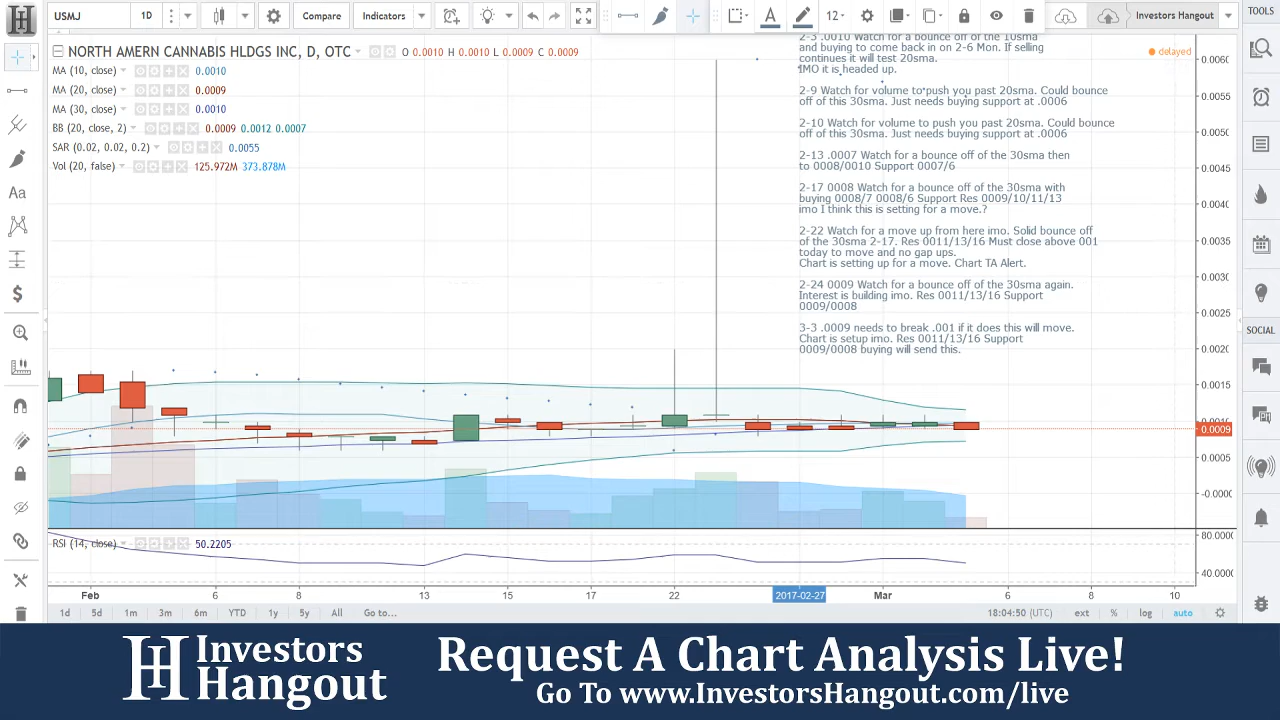 USMJ 1D Compare Indicators 12 Investors Hangout TOOLS
NORTH AMERN CANNABIS HLDGS INC, D, OTC O 0.0010 H 0.0010 L 0.0009 C 0.0009
delayed
MA (10, close) 0.0010
MA (20, close) 0.0009
MA (30, close) 0.0010
BB (20, close, 2) 0.0009 0.0012 0.0007
SAR (0.02, 0.02, 0.2) 0.0055
Vol (20, false) 125.972M 373.878M
2-3 .0010 Watch for a bounce off of the 10sma
and buying to come back in on 2-6 Mon. If selling
continues it will test 20sma.
IMO it is headed up.
2-9 Watch for volume to push you past 20sma. Could bounce
off of this 30sma. Just needs buying support at .0006
2-10 Watch for volume to push you past 20sma. Could bounce
off of this 30sma. Just needs buying support at .0006
2-13 .0007 Watch for a bounce off of the 30sma then
to 0008/0010 Support 0007/6
2-17 0008 Watch for a bounce off of the 30sma with
buying 0008/7 0008/6 Support Res 0009/10/11/13
imo I think this is setting for a move.?
2-22 Watch for a move up from here imo. Solid bounce off
of the 30sma 2-17. Res 0011/13/16 Must close above 001
today to move and no gap ups.
Chart is setting up for a move. Chart TA Alert.
2-24 0009 Watch for a bounce off of the 30sma again.
Interest is building imo. Res 0011/13/16 Support
0009/0008
3-3 .0009 needs to break .001 if it does this will move.
Chart is setup imo. Res 0011/13/16 Support
0009/0008 buying will send this.
0.006(
0.0055
0.005(
0.0045
0.004(
0.0035
0.003(
0.0025
0.002(
0.0015
0.0009
0.0005
-0.000(
SOCIAL
RSI (14, close) 50.2205
80.000(
40.000(
Feb 6 8 13 15 17 22 2017-02-27 Mar 6 8 10
1d 5d 1m 3m 6m YTD 1y 5y All Go to... 18:04:50 (UTC) ext % log auto
Investors
Hangout
Request A Chart Analysis Live!
Go To www.InvestorsHangout.com/live